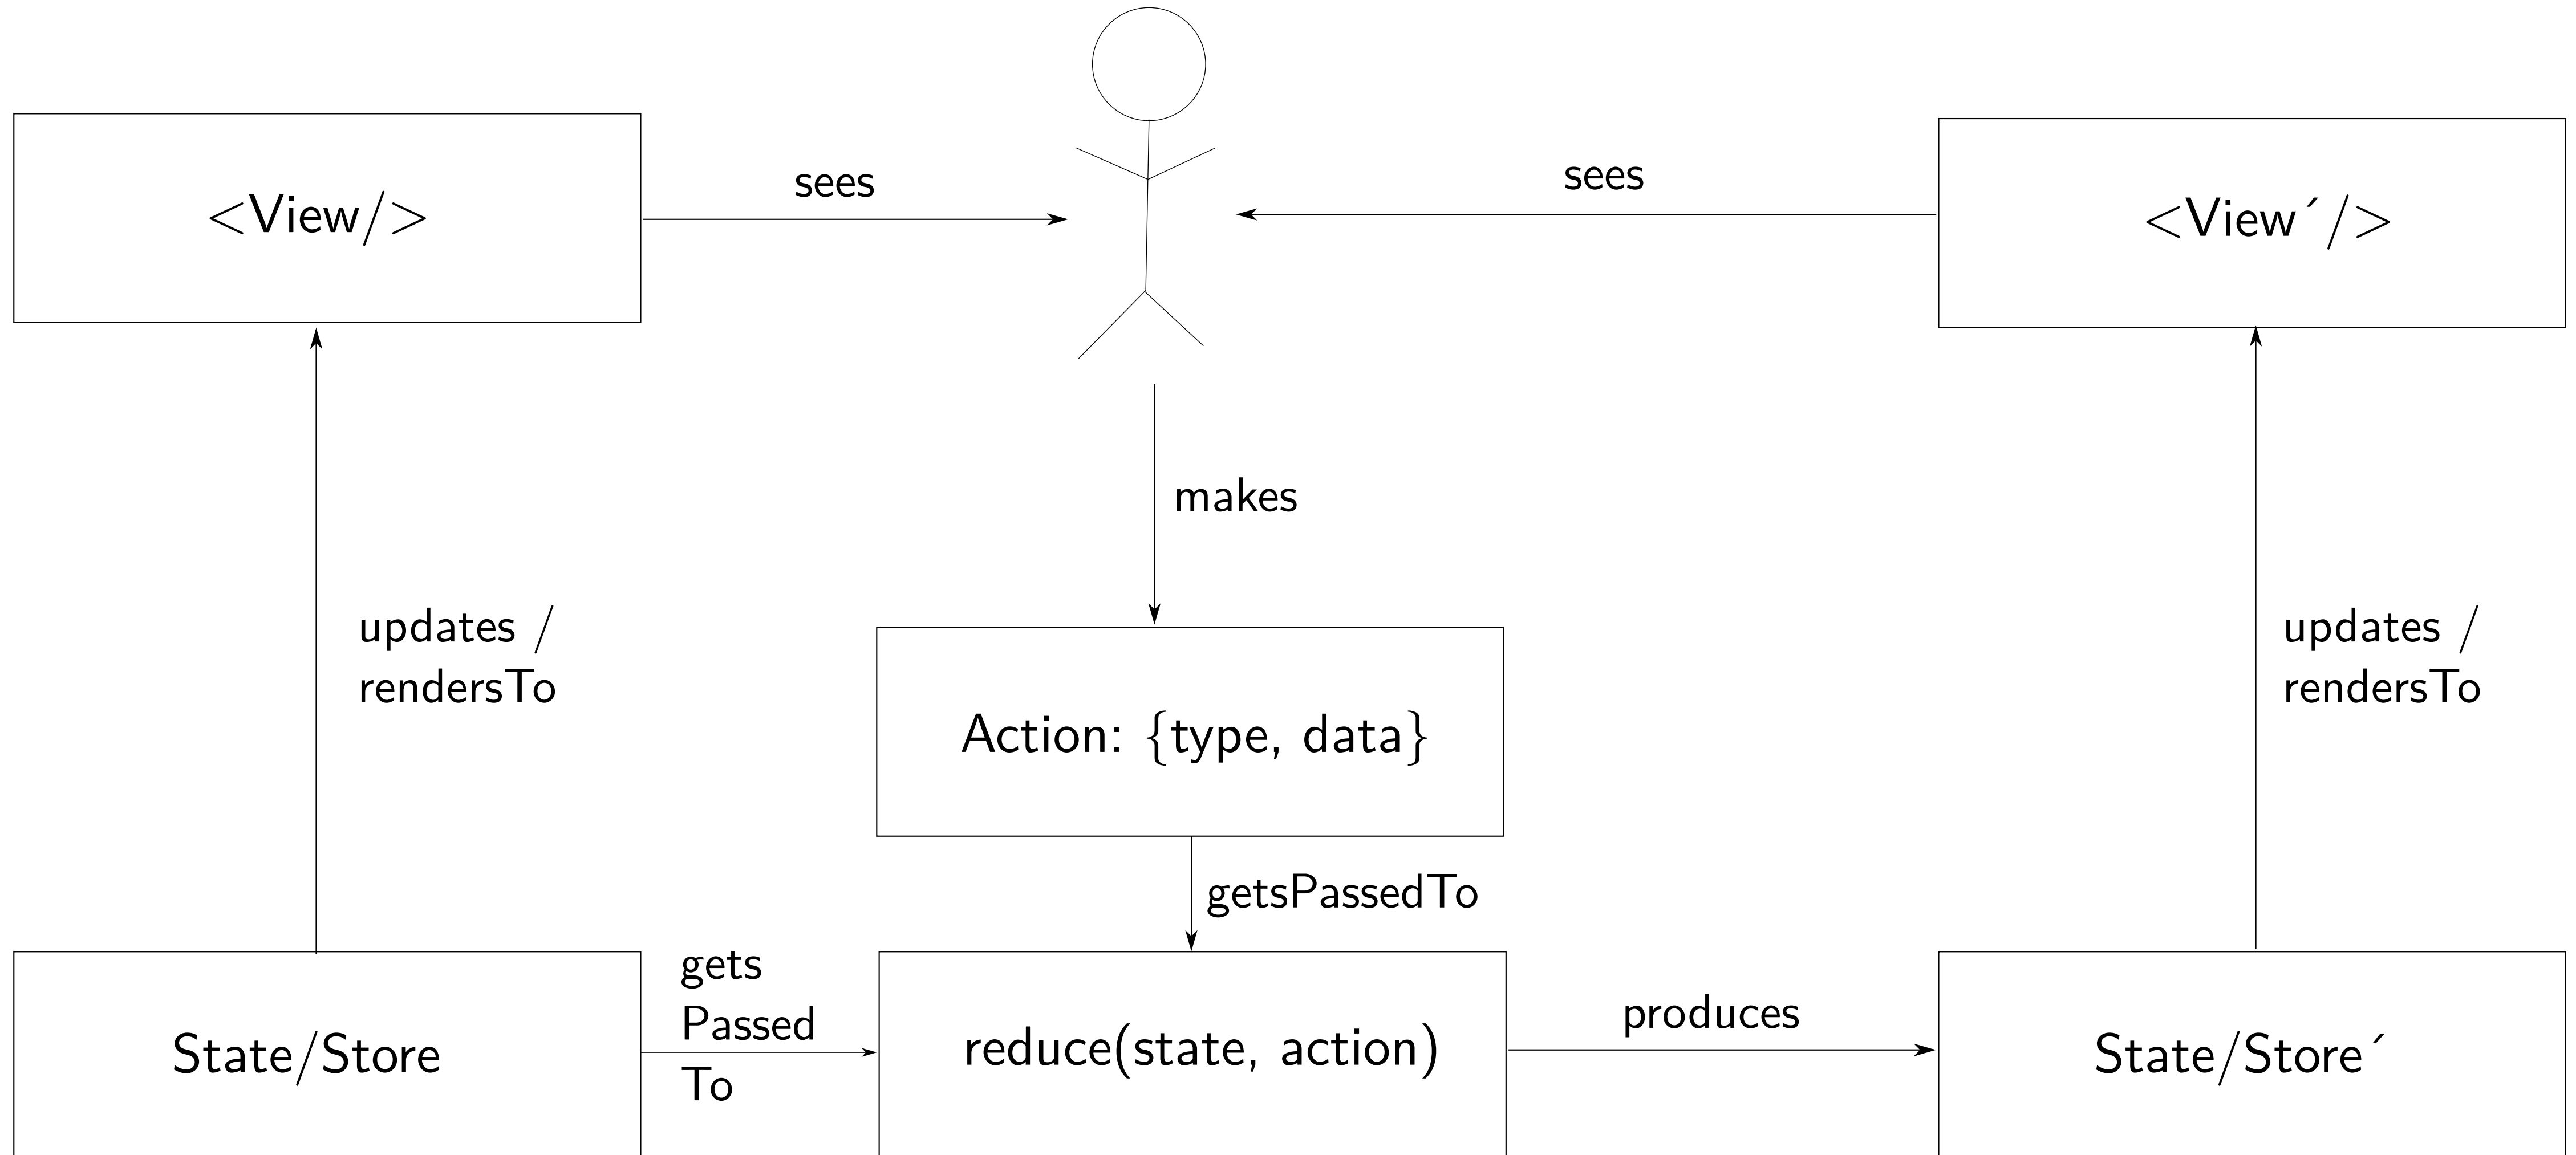 sees
sees
<View/>
<View´/>
makes
updates /
rendersTo
updates /
rendersTo
Action: {type, data}
getsPassedTo
gets
Passed
To
State/Store
reduce(state, action)
produces
State/Store´